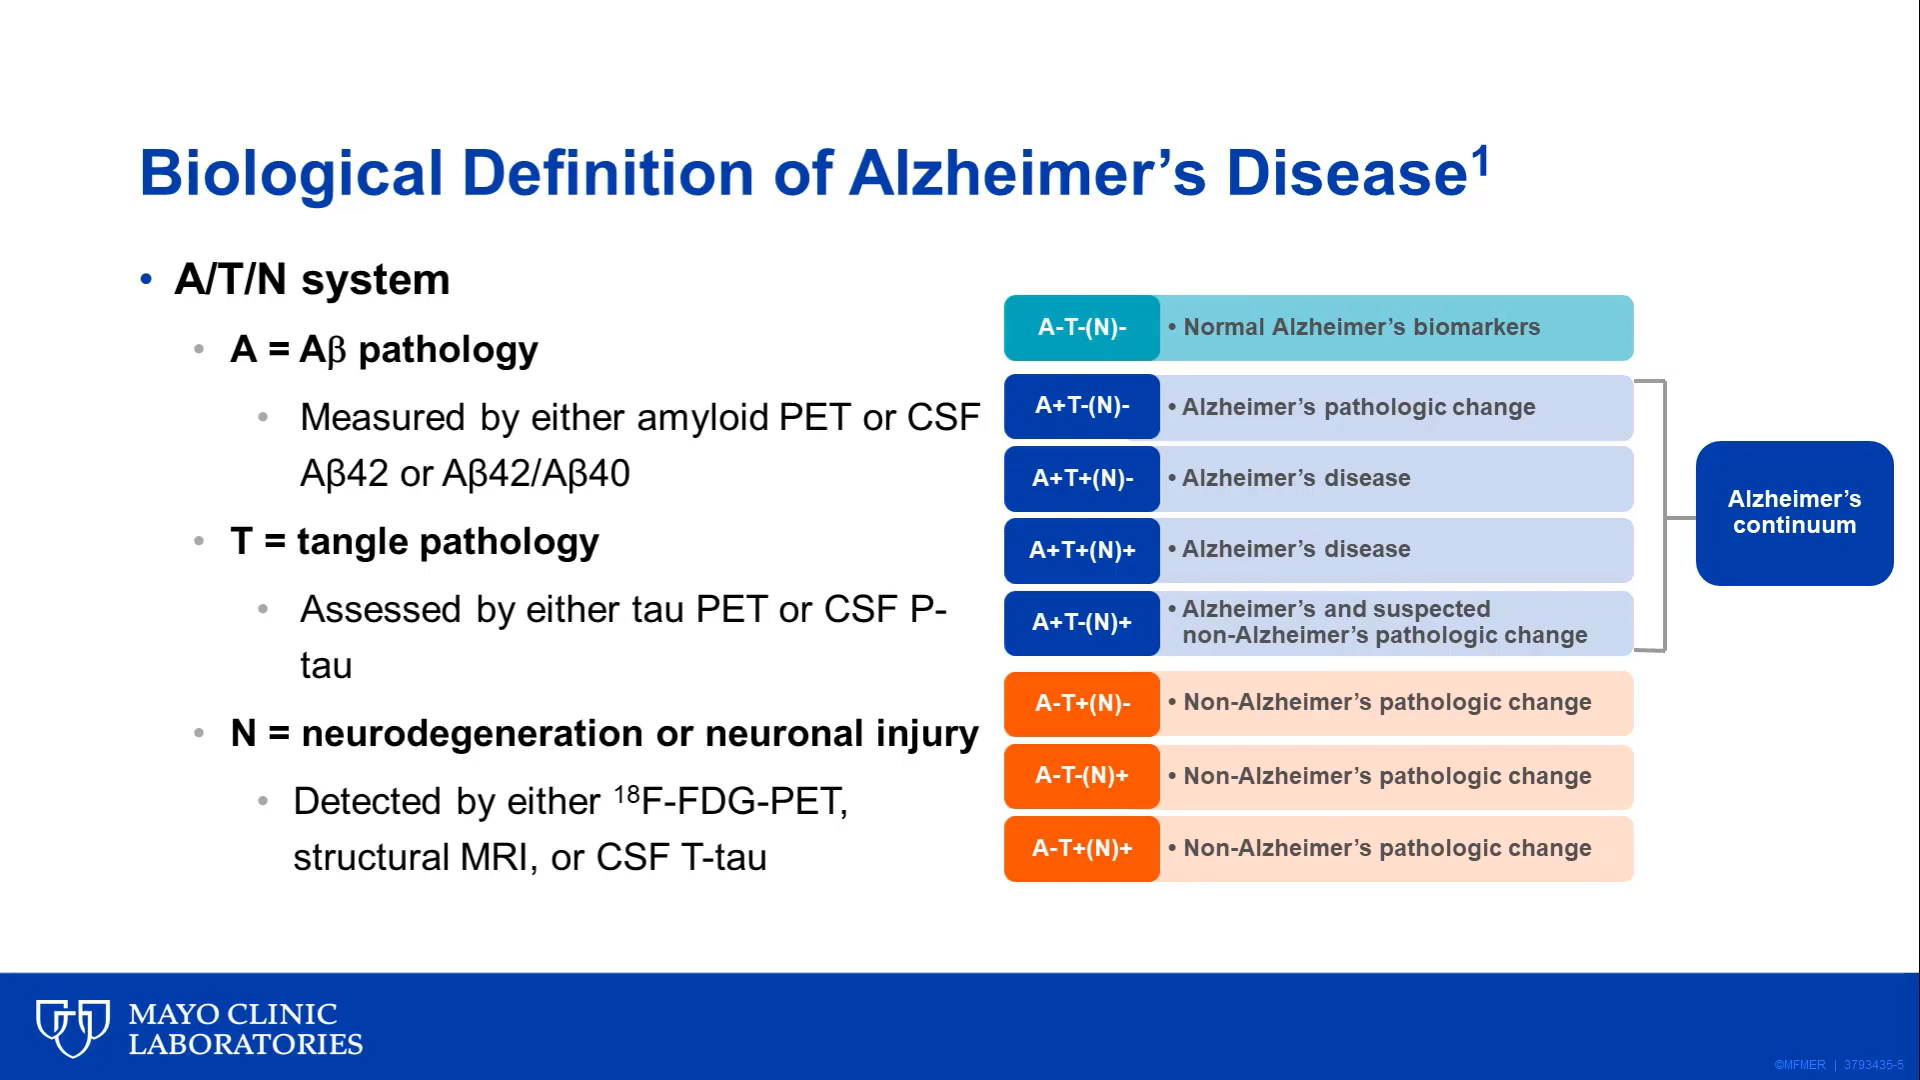 Biological Definition of Alzheimer’s Disease¹
• A/T/N system
• A = Aβ pathology
• Measured by either amyloid PET or CSF
Aβ42 or Aβ42/Aβ40
• T = tangle pathology
• Assessed by either tau PET or CSF P-
tau
• N = neurodegeneration or neuronal injury
• Detected by either ¹⁸F-FDG-PET,
structural MRI, or CSF T-tau
A-T-(N)- • Normal Alzheimer’s biomarkers
A+T-(N)- • Alzheimer’s pathologic change
A+T+(N)- • Alzheimer’s disease
A+T+(N)+ • Alzheimer’s disease
A+T-(N)+ • Alzheimer’s and suspected
non-Alzheimer’s pathologic change
A-T+(N)- • Non-Alzheimer’s pathologic change
A-T-(N)+ • Non-Alzheimer’s pathologic change
A-T+(N)+ • Non-Alzheimer’s pathologic change
Alzheimer’s
continuum
MAYO CLINIC
LABORATORIES
©MFMER | 3793435-5